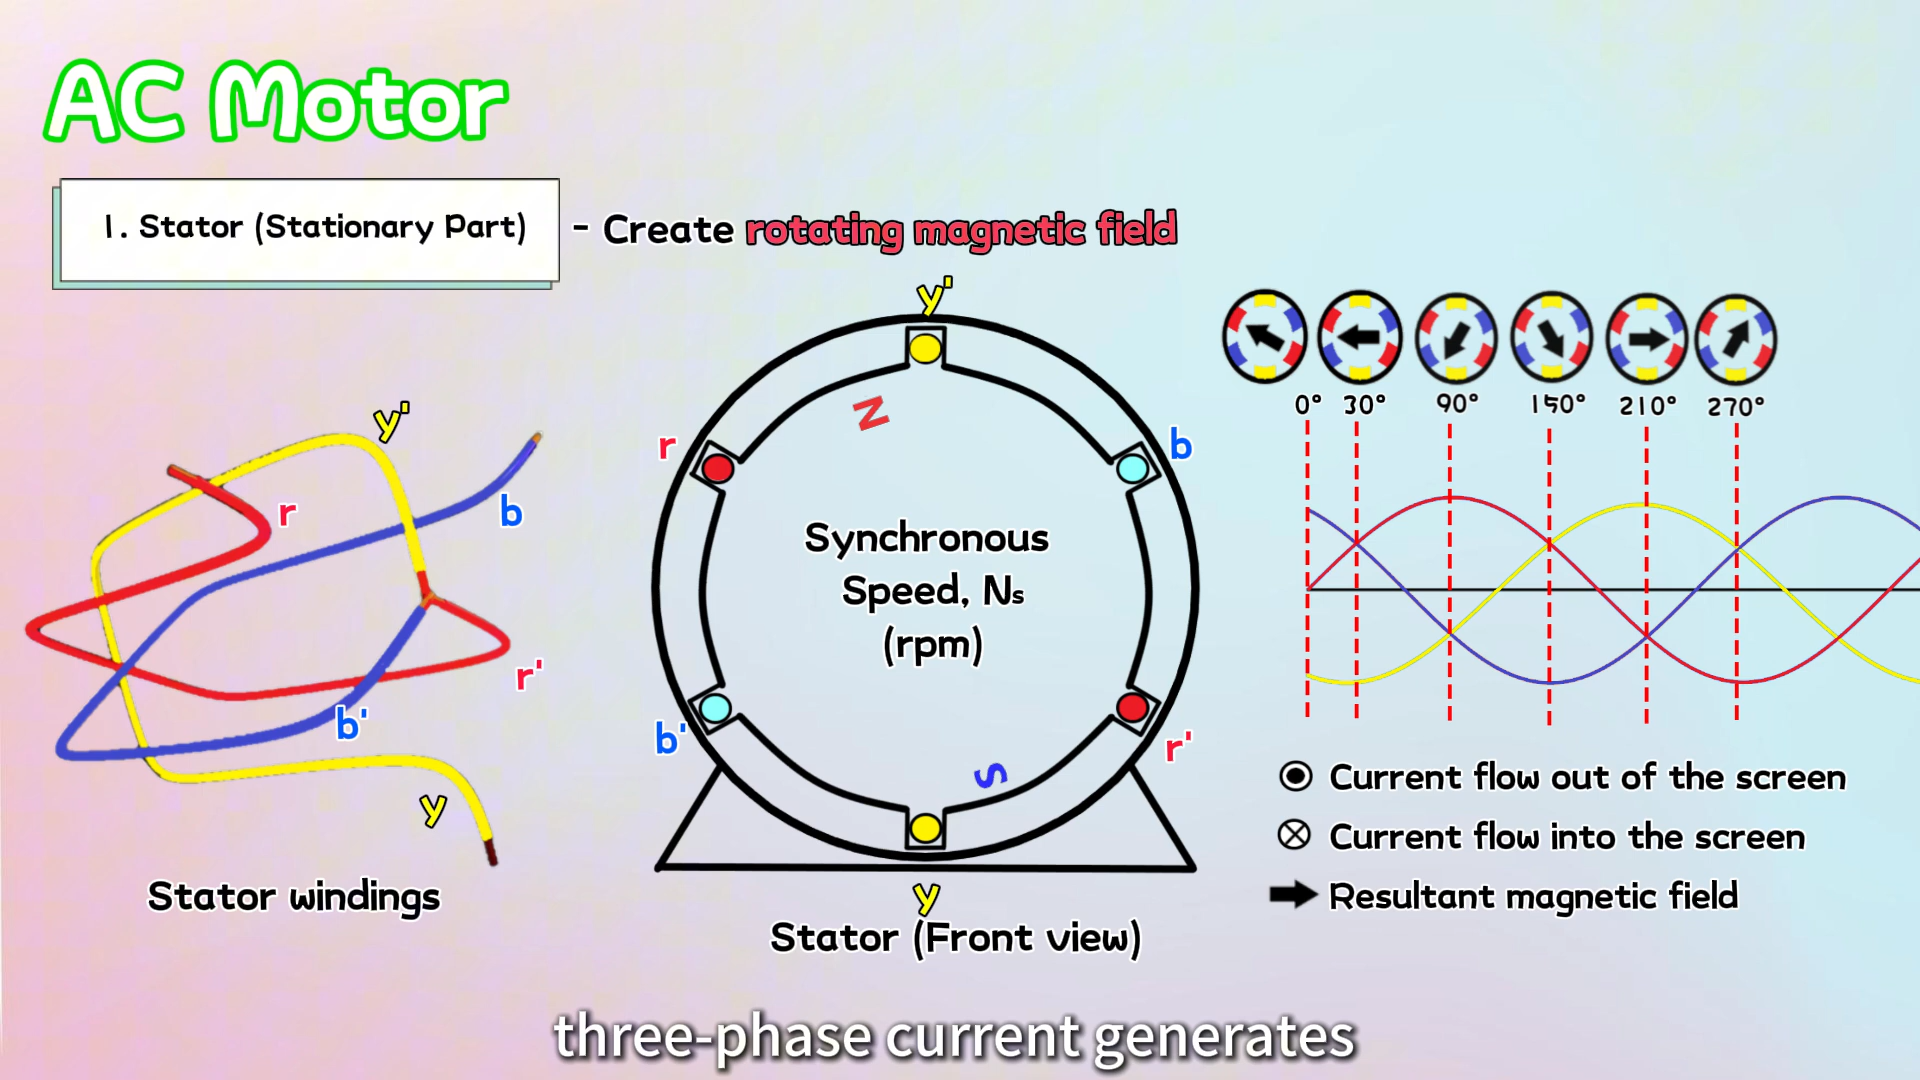 AC Motor
1. Stator (Stationary Part)
- Create rotating magnetic field
y'
r
b
N
Synchronous
Speed, Ns
(rpm)
b'
r'
S
y
Stator (Front view)
y'
r
b
r'
b'
y
Stator windings
0° 30° 90° 150° 210° 270°
Current flow out of the screen
Current flow into the screen
Resultant magnetic field
three-phase current generates